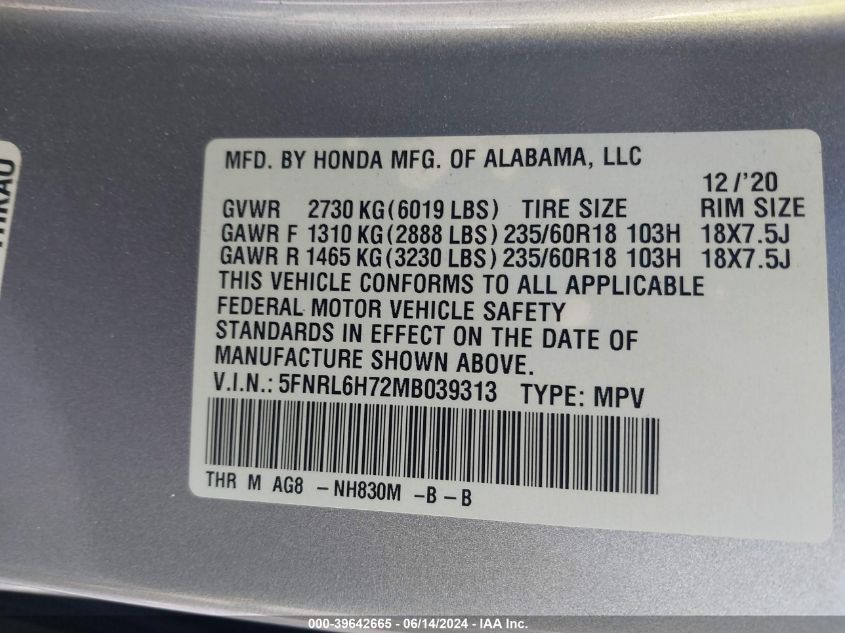 MFD. BY HONDA MFG. OF ALABAMA, LLC
12/'20
GVWR 2730 KG(6019 LBS) TIRE SIZE RIM SIZE
GAWR F 1310 KG(2888 LBS) 235/60R18 103H 18X7.5J
GAWR R 1465 KG(3230 LBS) 235/60R18 103H 18X7.5J
THIS VEHICLE CONFORMS TO ALL APPLICABLE
FEDERAL MOTOR VEHICLE SAFETY
STANDARDS IN EFFECT ON THE DATE OF
MANUFACTURE SHOWN ABOVE.
V.I.N.: 5FNRL6H72MB039313 TYPE: MPV
THR M AG8 -NH830M -B-B
000-39642665 - 06/14/2024 - IAA Inc.